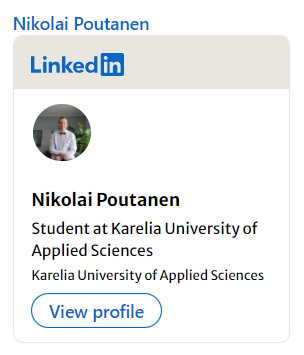 Nikolai Poutanen
LinkedIn
Nikolai Poutanen
Student at Karelia University of
Applied Sciences
Karelia University of Applied Sciences
View profile